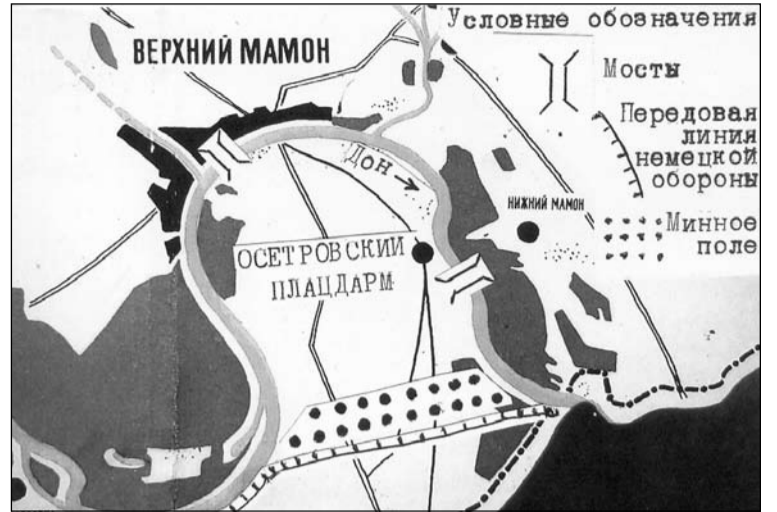 ВЕРХНИЙ МАМОН
Условные обозначения
Мосты
Передовая
линия
немецкой
обороны
Минное
поле
Дон →
НИЖНИЙ МАМОН
ОСЕТРОВСКИЙ
ПЛАЦДАРМ